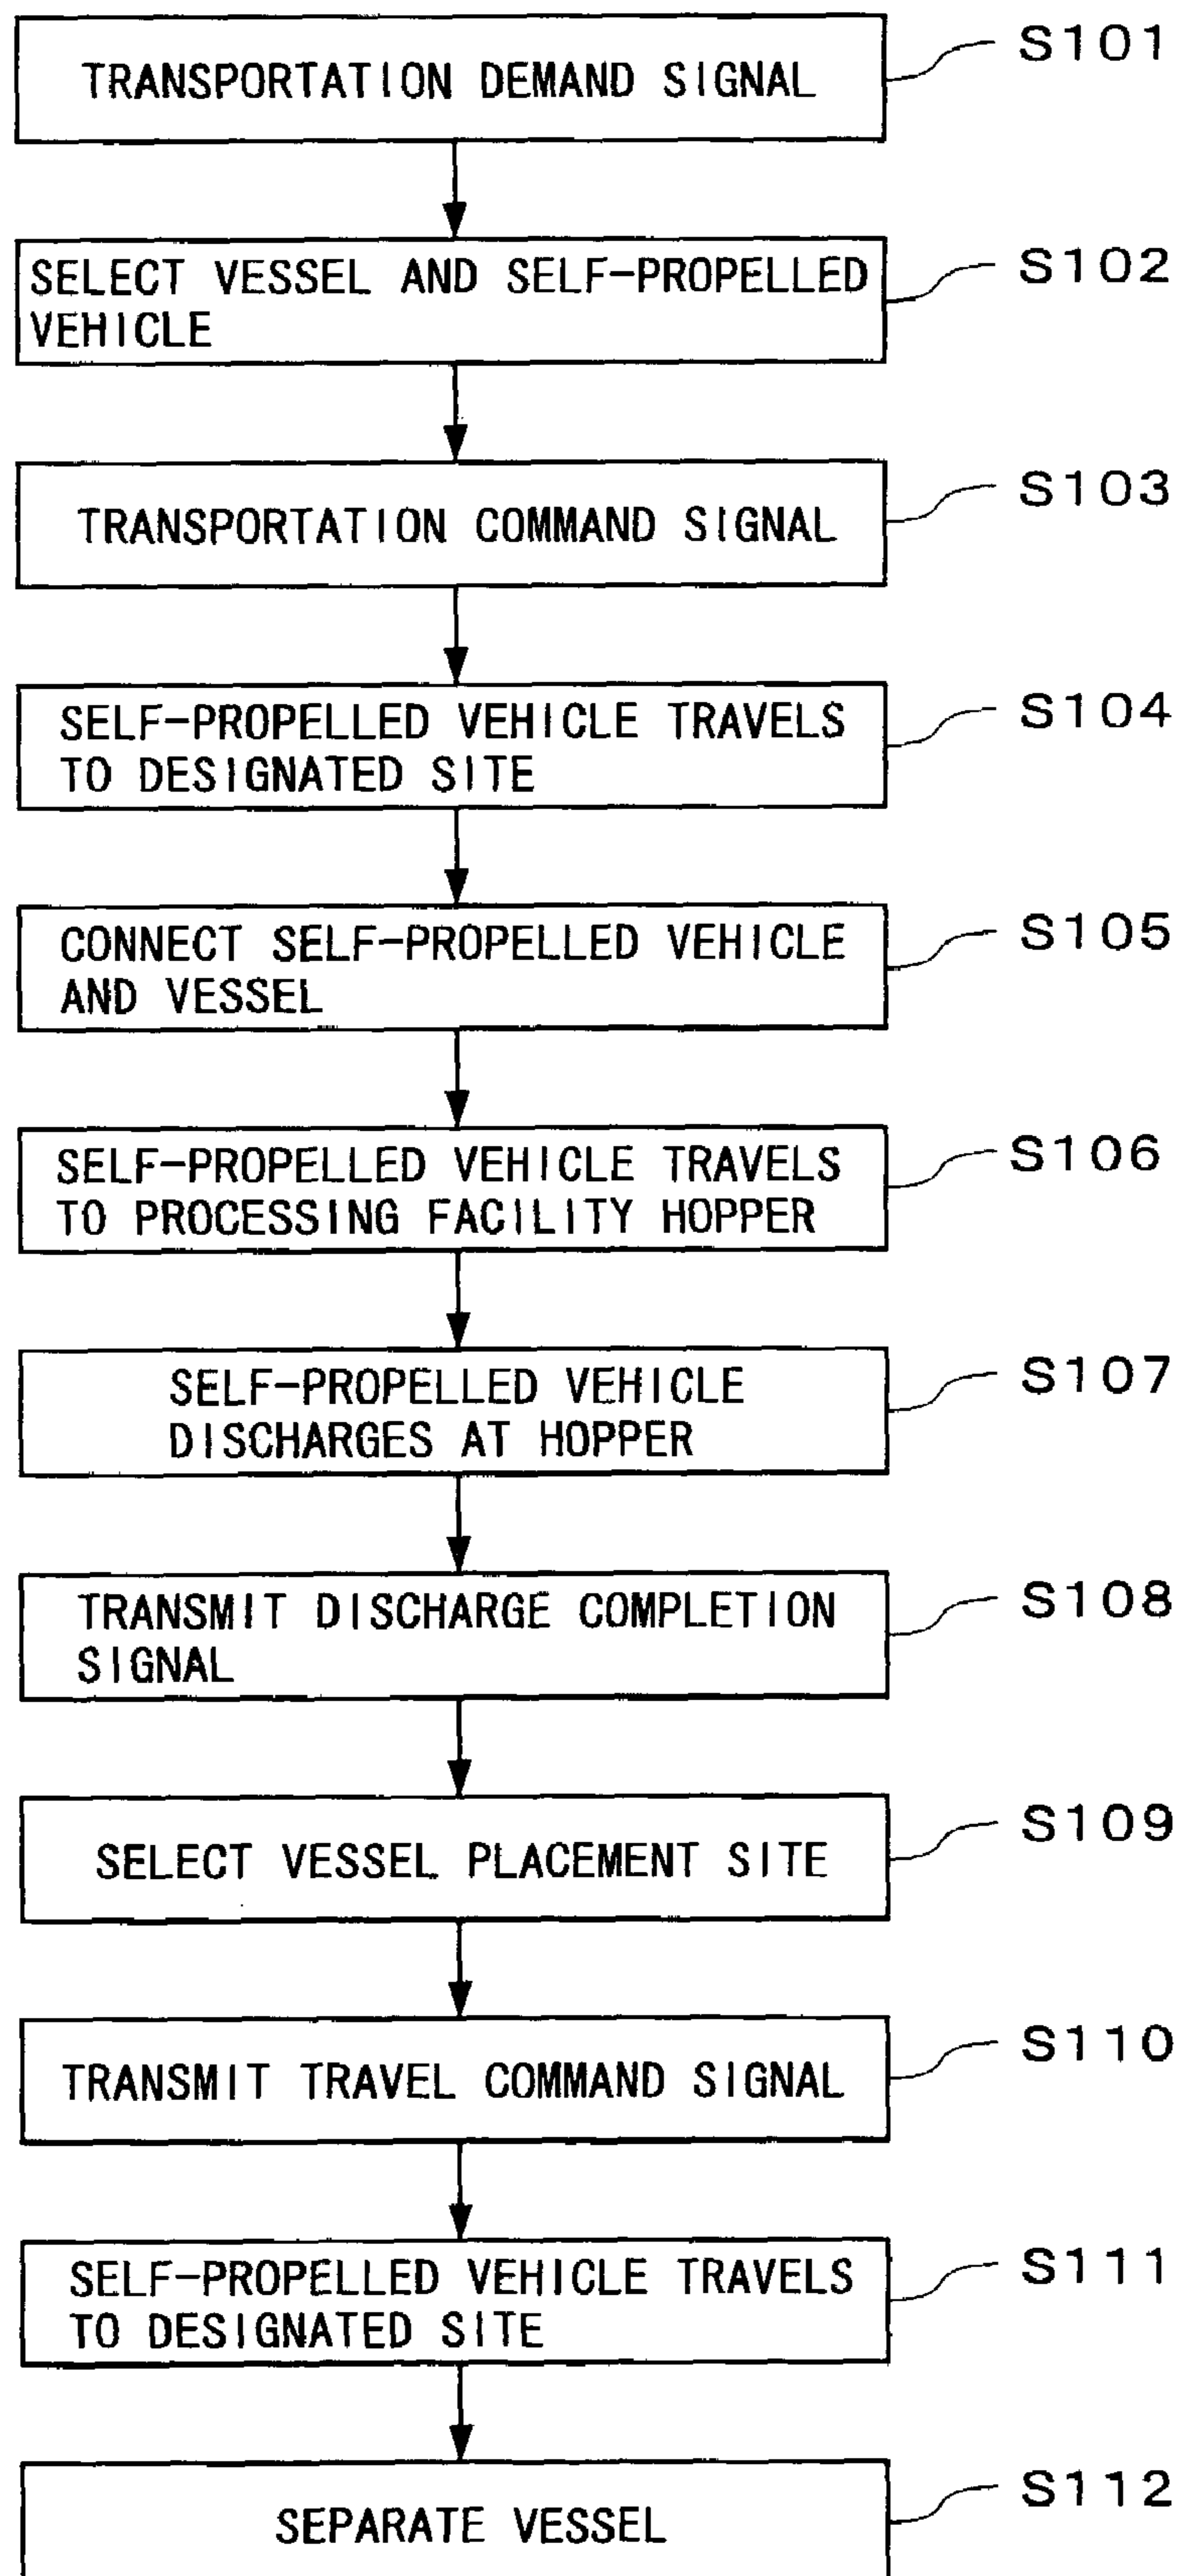 TRANSPORTATION DEMAND SIGNAL
S101
SELECT VESSEL AND SELF-PROPELLED
VEHICLE
S102
TRANSPORTATION COMMAND SIGNAL
S103
SELF-PROPELLED VEHICLE TRAVELS
TO DESIGNATED SITE
S104
CONNECT SELF-PROPELLED VEHICLE
AND VESSEL
S105
SELF-PROPELLED VEHICLE TRAVELS
TO PROCESSING FACILITY HOPPER
S106
SELF-PROPELLED VEHICLE
DISCHARGES AT HOPPER
S107
TRANSMIT DISCHARGE COMPLETION
SIGNAL
S108
SELECT VESSEL PLACEMENT SITE
S109
TRANSMIT TRAVEL COMMAND SIGNAL
S110
SELF-PROPELLED VEHICLE TRAVELS
TO DESIGNATED SITE
S111
SEPARATE VESSEL
S112